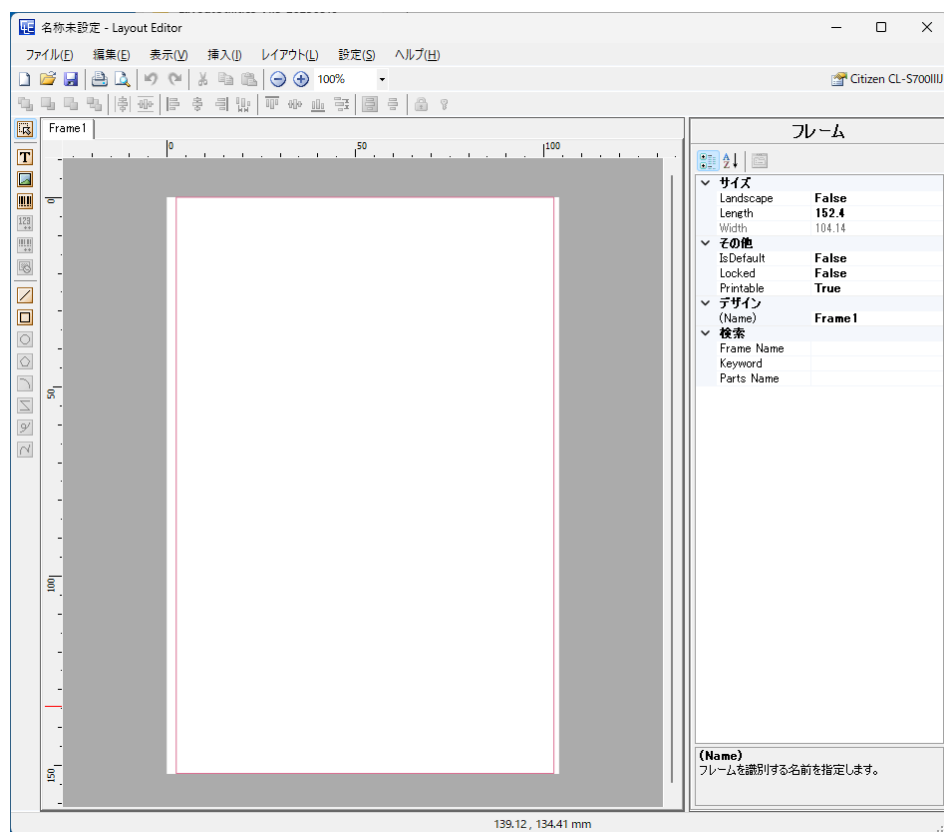 名称未設定 - Layout Editor
ファイル(F) 編集(E) 表示(V) 挿入(I) レイアウト(L) 設定(S) ヘルプ(H)
100%
Citizen CL-S700IIIJ
Frame1
フレーム
0 50 100
0
50
100
150
サイズ
Landscape False
Length 152.4
Width 104.14
その他
IsDefault False
Locked False
Printable True
デザイン
(Name) Frame1
検索
Frame Name
Keyword
Parts Name
(Name)
フレームを識別する名前を指定します。
139.12 , 134.41 mm